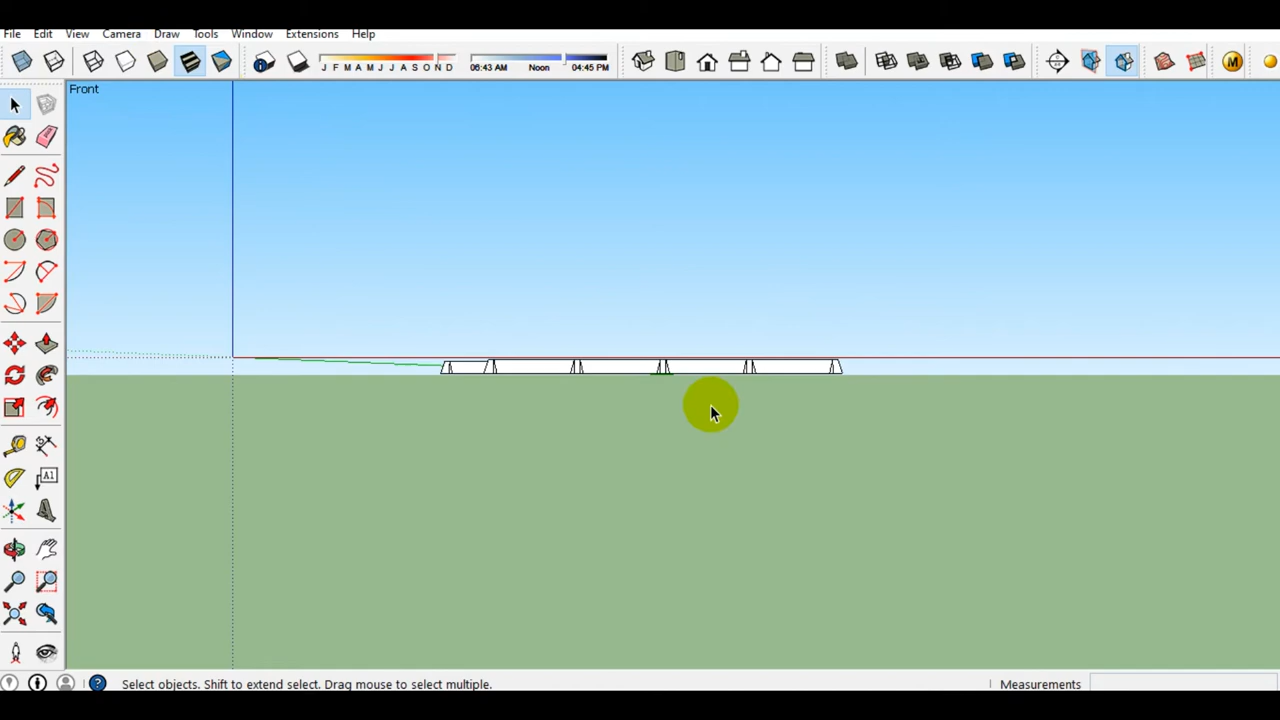 File Edit View Camera Draw Tools Window Extensions Help
J F M A M J J A S O N D 06:43 AM Noon 04:45 PM M
Front
A1
Select objects. Shift to extend select. Drag mouse to select multiple. Measurements